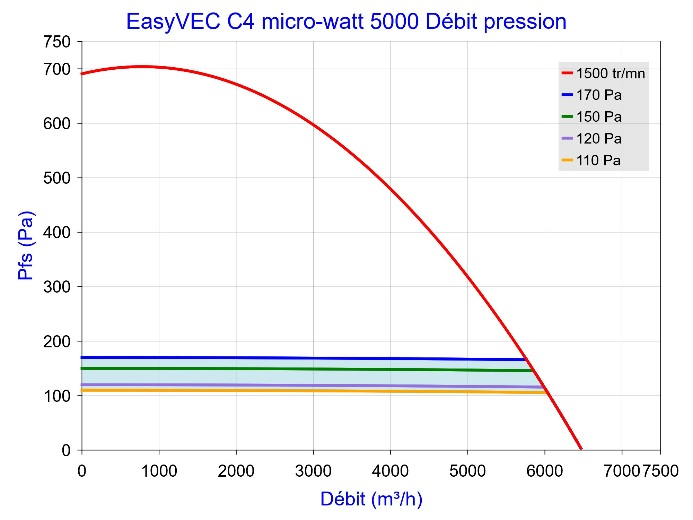 EasyVEC C4 micro-watt 5000 Débit pression
750
700
600
500
400
300
200
100
0
Pfs (Pa)
1500 tr/mn
170 Pa
150 Pa
120 Pa
110 Pa
0 1000 2000 3000 4000 5000 6000 7000 7500
Débit (m³/h)